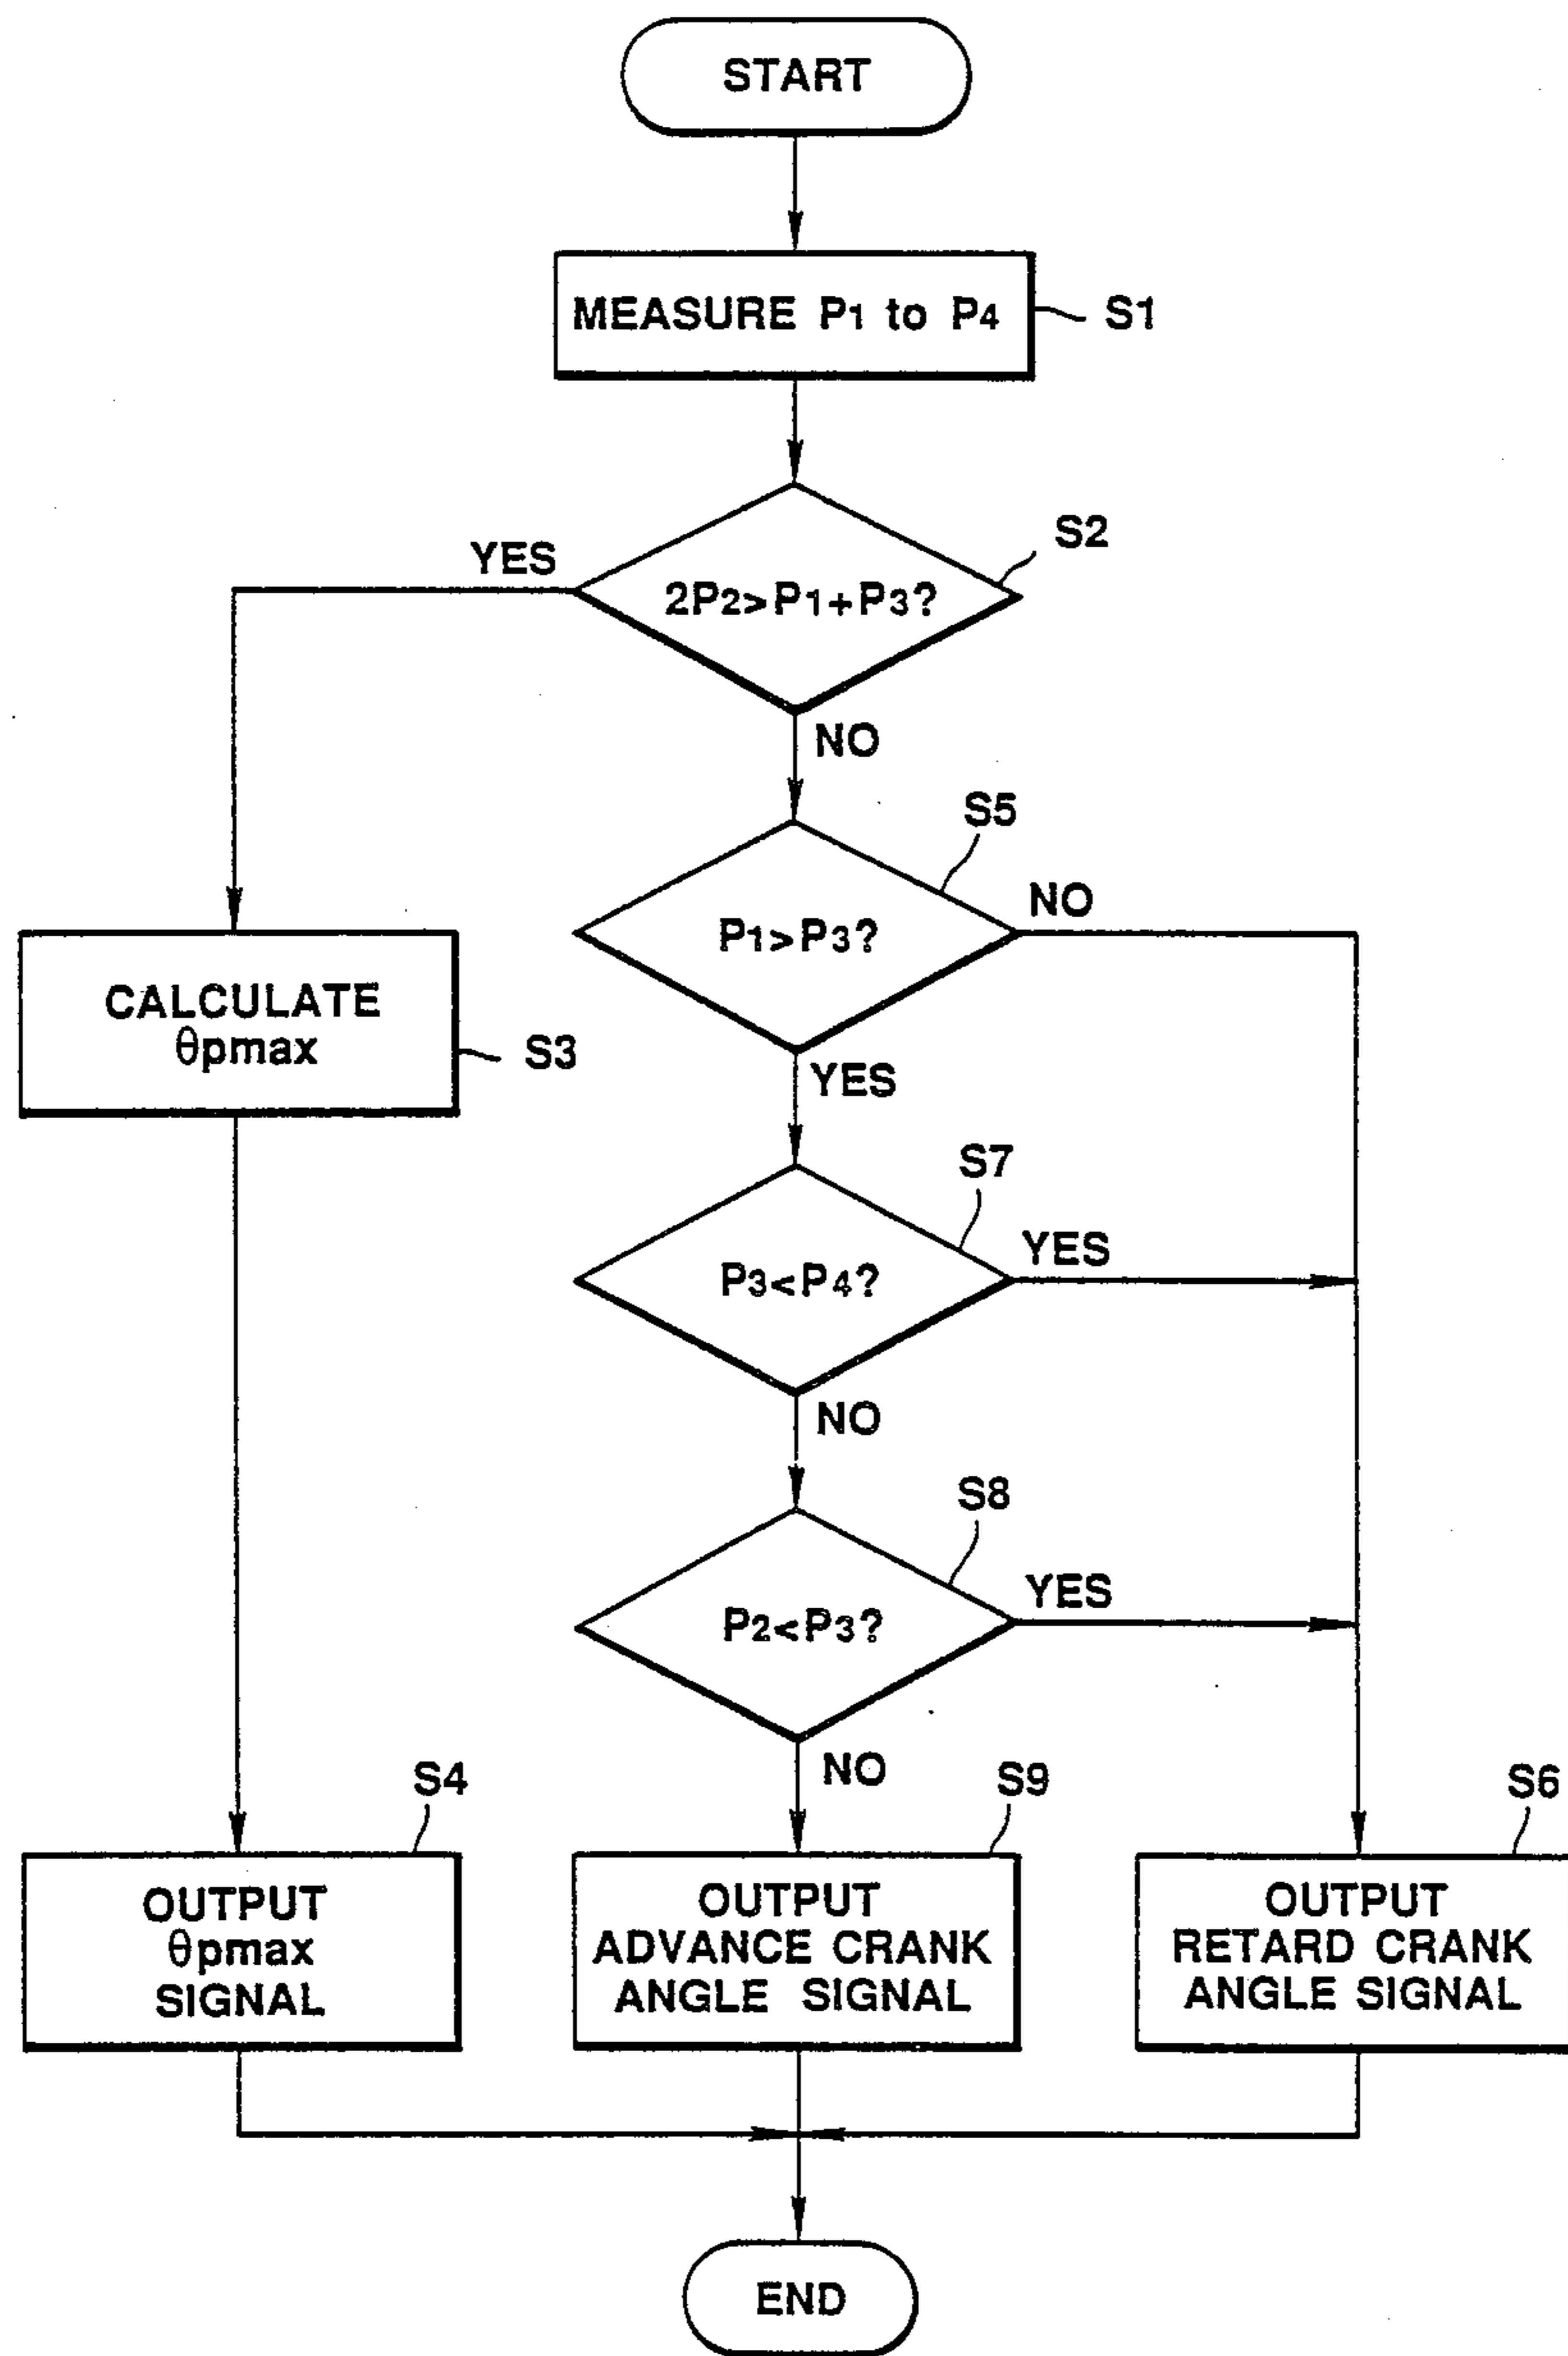 START
MEASURE P1 to P4
S1
S2
YES
2P2>P1+P3?
NO
S5
NO
P1>P3?
CALCULATE
θpmax
S3
YES
S7
YES
P3<P4?
NO
S8
YES
P2<P3?
NO
S4
S9
S6
OUTPUT
θpmax
SIGNAL
OUTPUT
ADVANCE CRANK
ANGLE SIGNAL
OUTPUT
RETARD CRANK
ANGLE SIGNAL
END